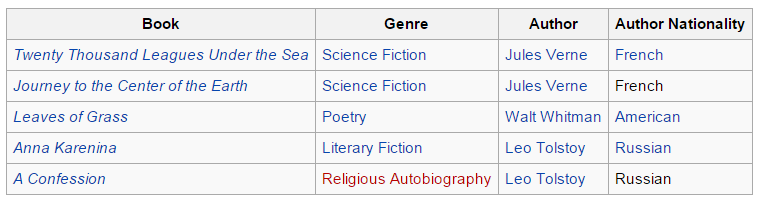 Book Genre Author Author Nationality
Twenty Thousand Leagues Under the Sea Science Fiction Jules Verne French
Journey to the Center of the Earth Science Fiction Jules Verne French
Leaves of Grass Poetry Walt Whitman American
Anna Karenina Literary Fiction Leo Tolstoy Russian
A Confession Religious Autobiography Leo Tolstoy Russian